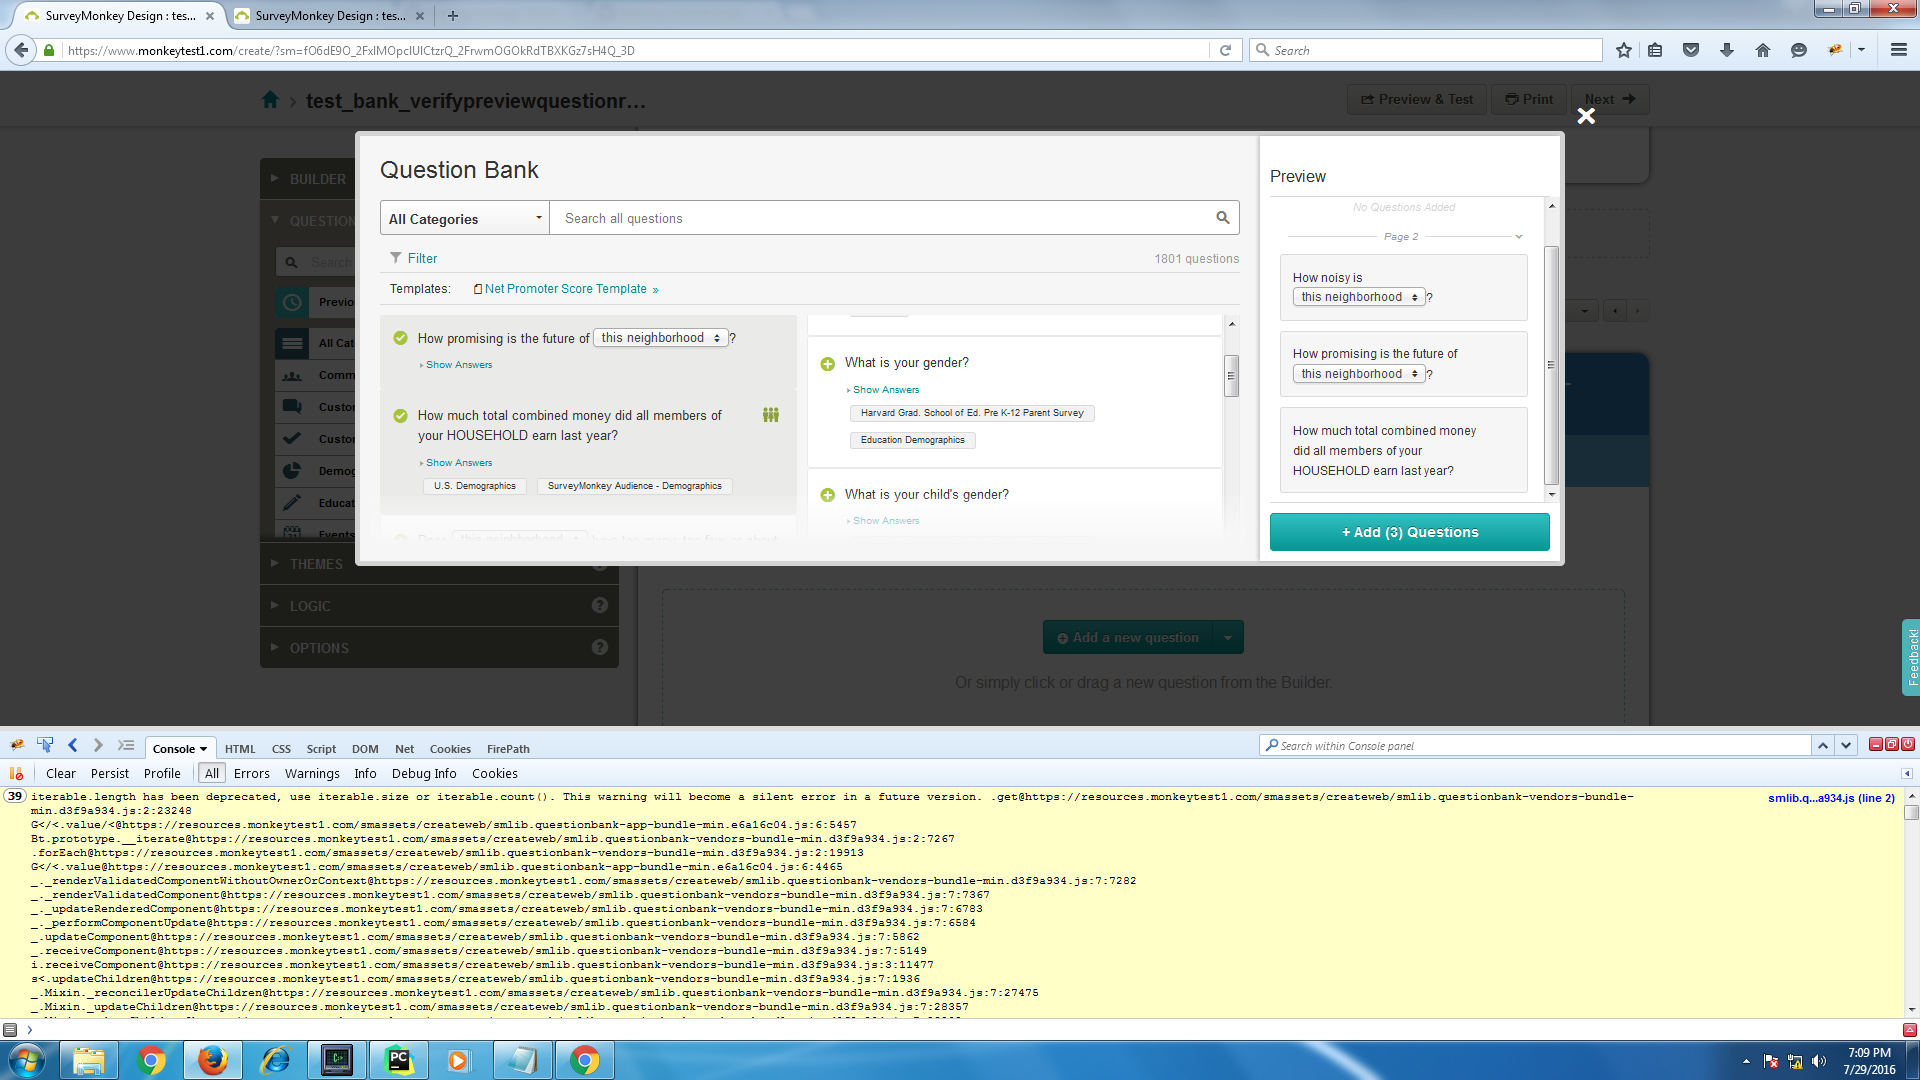 SurveyMonkey Design : tes...
SurveyMonkey Design : tes...
https://www.monkeytest1.com/create/?sm=fO6dE9O_2FxIMOpcIUICtzrQ_2FrwmOGOkRdTBXKGz7sH4Q_3D
Search
test_bank_verifypreviewquestionr...
Preview & Test
Print
Next
BUILDER
QUESTION
Search
Previo
All Cat
Comm
Custo
Custo
Demog
Educat
Events
THEMES
LOGIC
OPTIONS
Question Bank
All Categories
Search all questions
Filter
1801 questions
Templates:
Net Promoter Score Template »
How promising is the future of this neighborhood ?
Show Answers
How much total combined money did all members of
your HOUSEHOLD earn last year?
Show Answers
U.S. Demographics
SurveyMonkey Audience - Demographics
What is your gender?
Show Answers
Harvard Grad. School of Ed. Pre K-12 Parent Survey
Education Demographics
What is your child's gender?
Show Answers
Preview
No Questions Added
Page 2
How noisy is
this neighborhood ?
How promising is the future of
this neighborhood ?
How much total combined money
did all members of your
HOUSEHOLD earn last year?
+ Add (3) Questions
Add a new question
Or simply click or drag a new question from the Builder.
Feedback!
Console HTML CSS Script DOM Net Cookies FirePath
Search within Console panel
Clear Persist Profile All Errors Warnings Info Debug Info Cookies
39 iterable.length has been deprecated, use iterable.size or iterable.count(). This warning will become a silent error in a future version. .get@https://resources.monkeytest1.com/smassets/createweb/smlib.questionbank-vendors-bundle-
min.d3f9a934.js:2:23248
smlib.q...a934.js (line 2)
G</<.value/<@https://resources.monkeytest1.com/smassets/createweb/smlib.questionbank-app-bundle-min.e6a16c04.js:6:5457
Bt.prototype.__iterate@https://resources.monkeytest1.com/smassets/createweb/smlib.questionbank-vendors-bundle-min.d3f9a934.js:2:7267
.forEach@https://resources.monkeytest1.com/smassets/createweb/smlib.questionbank-vendors-bundle-min.d3f9a934.js:2:19913
G</<.value@https://resources.monkeytest1.com/smassets/createweb/smlib.questionbank-app-bundle-min.e6a16c04.js:6:4465
_._renderValidatedComponentWithoutOwnerOrContext@https://resources.monkeytest1.com/smassets/createweb/smlib.questionbank-vendors-bundle-min.d3f9a934.js:7:7282
_._renderValidatedComponent@https://resources.monkeytest1.com/smassets/createweb/smlib.questionbank-vendors-bundle-min.d3f9a934.js:7:7367
_._updateRenderedComponent@https://resources.monkeytest1.com/smassets/createweb/smlib.questionbank-vendors-bundle-min.d3f9a934.js:7:6783
_._performComponentUpdate@https://resources.monkeytest1.com/smassets/createweb/smlib.questionbank-vendors-bundle-min.d3f9a934.js:7:6584
_.updateComponent@https://resources.monkeytest1.com/smassets/createweb/smlib.questionbank-vendors-bundle-min.d3f9a934.js:7:5862
_.receiveComponent@https://resources.monkeytest1.com/smassets/createweb/smlib.questionbank-vendors-bundle-min.d3f9a934.js:7:5149
i.receiveComponent@https://resources.monkeytest1.com/smassets/createweb/smlib.questionbank-vendors-bundle-min.d3f9a934.js:3:11477
s<.updateChildren@https://resources.monkeytest1.com/smassets/createweb/smlib.questionbank-vendors-bundle-min.d3f9a934.js:7:1936
_.Mixin._reconcilerUpdateChildren@https://resources.monkeytest1.com/smassets/createweb/smlib.questionbank-vendors-bundle-min.d3f9a934.js:7:27475
_.Mixin._updateChildren@https://resources.monkeytest1.com/smassets/createweb/smlib.questionbank-vendors-bundle-min.d3f9a934.js:7:28357
7:09 PM
7/29/2016